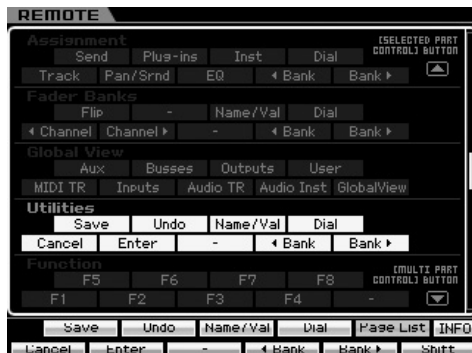 REMOTE
Assignment
[SELECTED PART
CONTROL] BUTTON
Send Plug-ins Inst Dial
Track Pan/Srnd EQ ◀ Bank Bank ▶
Fader Banks
Flip - Name/Val Dial
◀ Channel Channel ▶ - ◀ Bank Bank ▶
Global View
Aux Busses Outputs User
MIDI TR Inputs Audio TR Audio Inst GlobalView
Utilities
Save Undo Name/Val Dial
Cancel Enter - ◀ Bank Bank ▶
Function
[MULTI PART
CONTROL] BUTTON
F5 F6 F7 F8
F1 F2 F3 F4 -
Save Undo Name/Val Dial Page List INFO
Cancel Enter - ◀ Bank Bank ▶ Shift